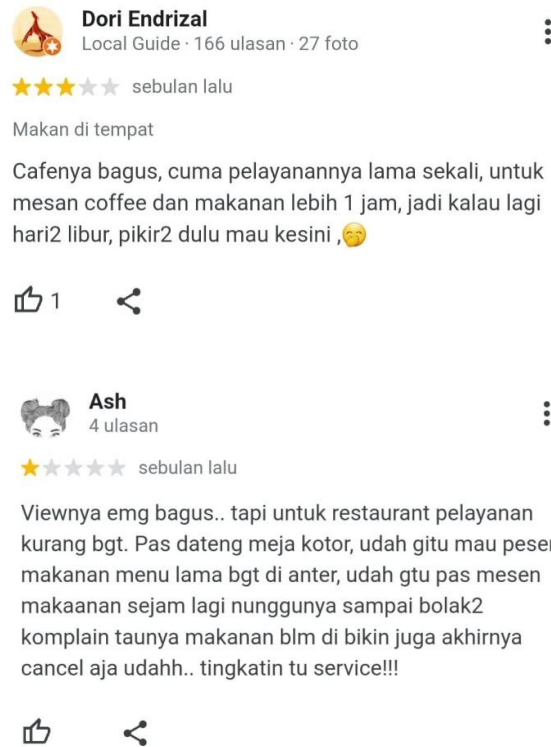 Dori Endrizal
Local Guide · 166 ulasan · 27 foto
sebulan lalu
Makan di tempat
Cafenya bagus, cuma pelayanannya lama sekali, untuk
mesan coffee dan makanan lebih 1 jam, jadi kalau lagi
hari2 libur, pikir2 dulu mau kesini ,🤭
1
Ash
4 ulasan
sebulan lalu
Viewnya emg bagus.. tapi untuk restaurant pelayanan
kurang bgt. Pas dateng meja kotor, udah gitu mau pesen
makanan menu lama bgt di anter, udah gtu pas mesen
makaanan sejam lagi nunggunya sampai bolak2
komplain taunya makanan blm di bikin juga akhirnya
cancel aja udahh.. tingkatin tu service!!!